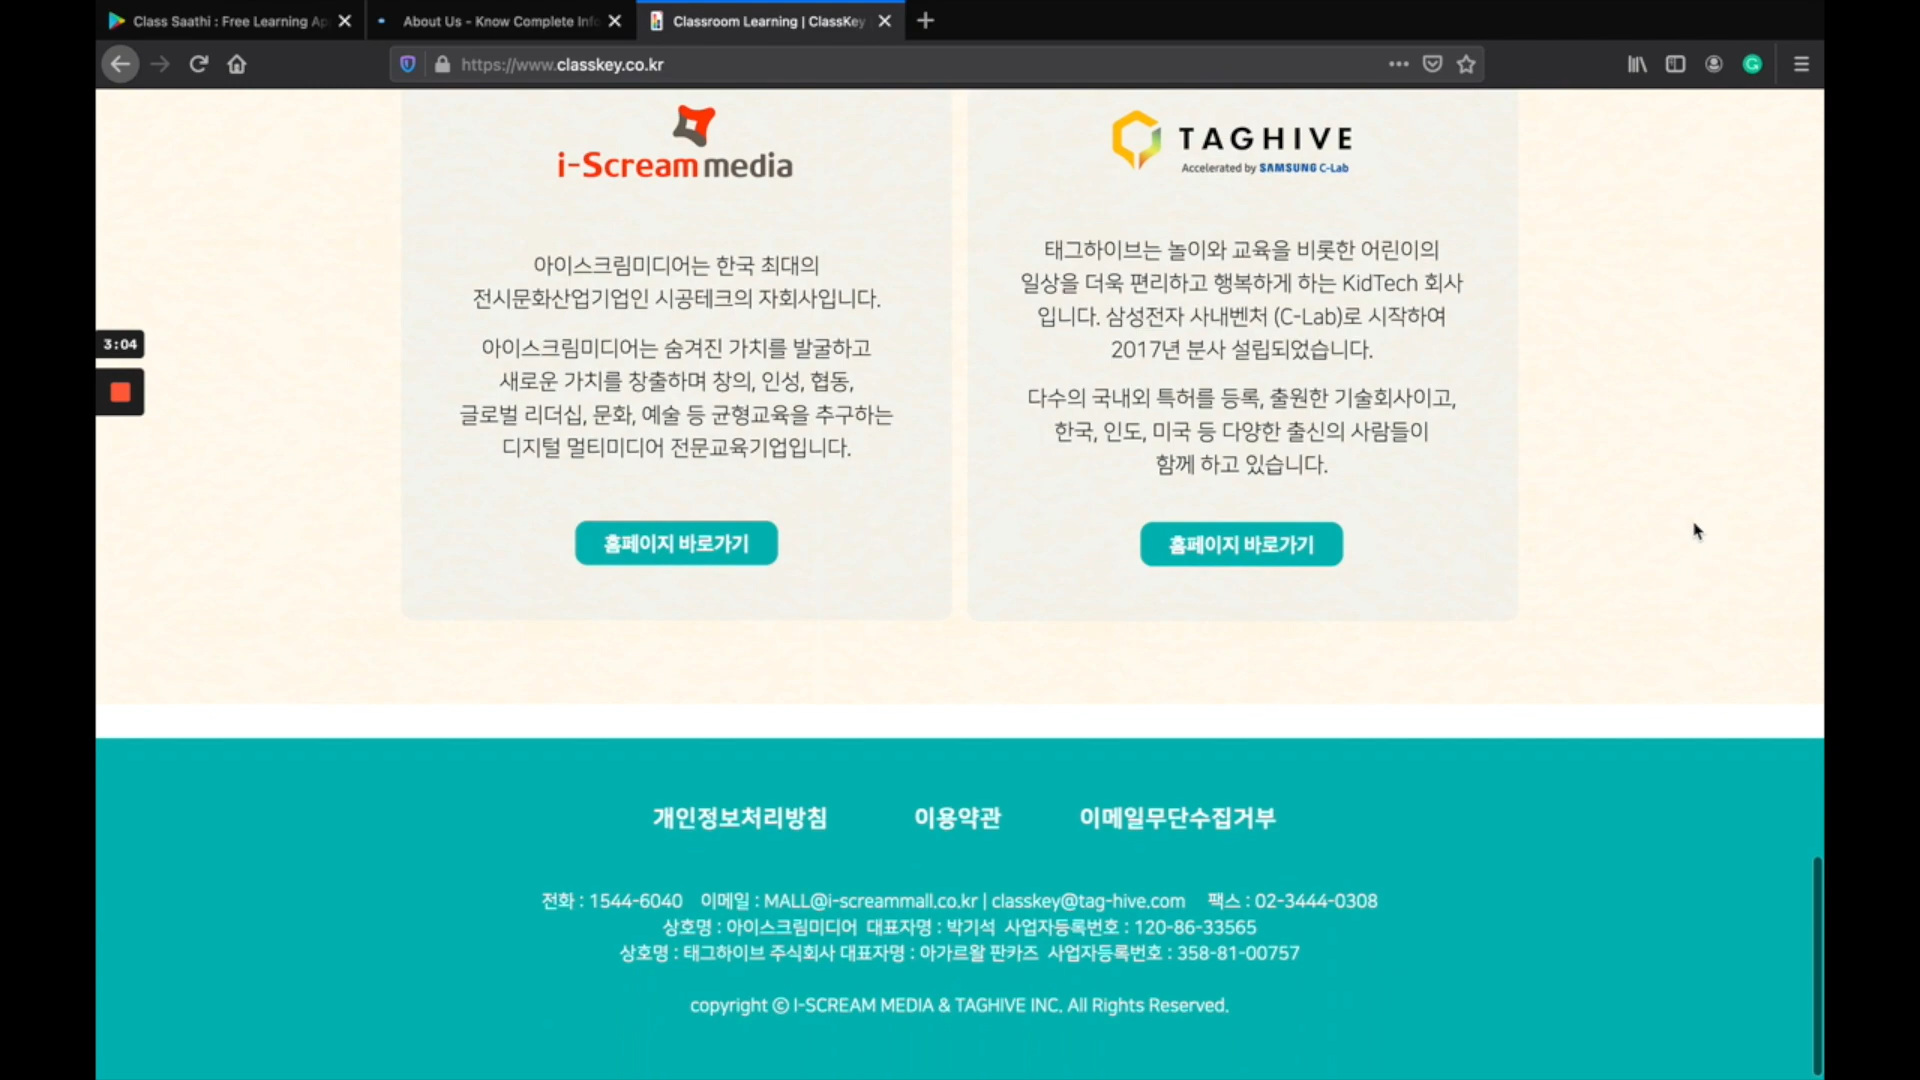 Class Saathi : Free Learning Ap
About Us - Know Complete Info
Classroom Learning | ClassKey
https://www.classkey.co.kr
i-Scream media
아이스크림미디어는 한국 최대의
전시문화산업기업인 시공테크의 자회사입니다.
아이스크림미디어는 숨겨진 가치를 발굴하고
새로운 가치를 창출하며 창의, 인성, 협동,
글로벌 리더십, 문화, 예술 등 균형교육을 추구하는
디지털 멀티미디어 전문교육기업입니다.
홈페이지 바로가기
TAGHIVE
Accelerated by SAMSUNG C-Lab
태그하이브는 놀이와 교육을 비롯한 어린이의
일상을 더욱 편리하고 행복하게 하는 KidTech 회사
입니다. 삼성전자 사내벤처 (C-Lab)로 시작하여
2017년 분사 설립되었습니다.
다수의 국내외 특허를 등록, 출원한 기술회사이고,
한국, 인도, 미국 등 다양한 출신의 사람들이
함께 하고 있습니다.
홈페이지 바로가기
3:04
개인정보처리방침 이용약관 이메일무단수집거부
전화 : 1544-6040 이메일 : MALL@i-screammall.co.kr | classkey@tag-hive.com 팩스 : 02-3444-0308
상호명 : 아이스크림미디어 대표자명 : 박기석 사업자등록번호 : 120-86-33565
상호명 : 태그하이브 주식회사 대표자명 : 아가르왈 판카즈 사업자등록번호 : 358-81-00757
copyright ⓒ I-SCREAM MEDIA & TAGHIVE INC. All Rights Reserved.